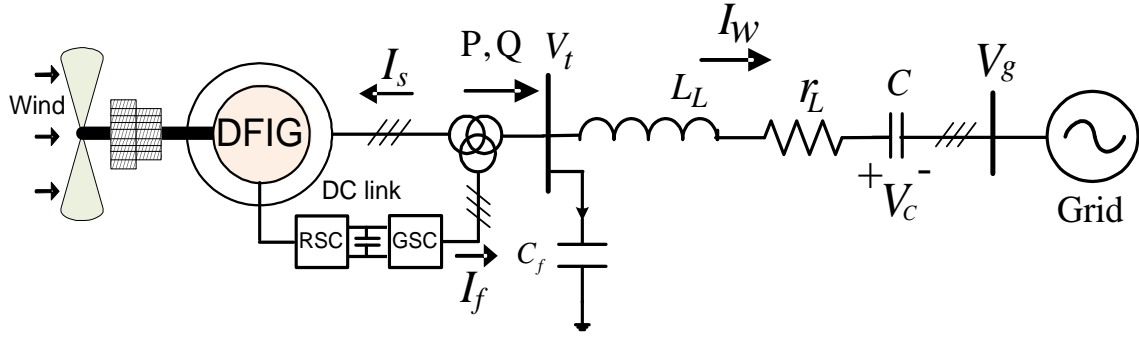 Wind
DFIG
I_s
P,Q
V_t
I_W
L_L
r_L
C
V_g
+ V_C -
Grid
DC link
RSC
GSC
I_f
C_f